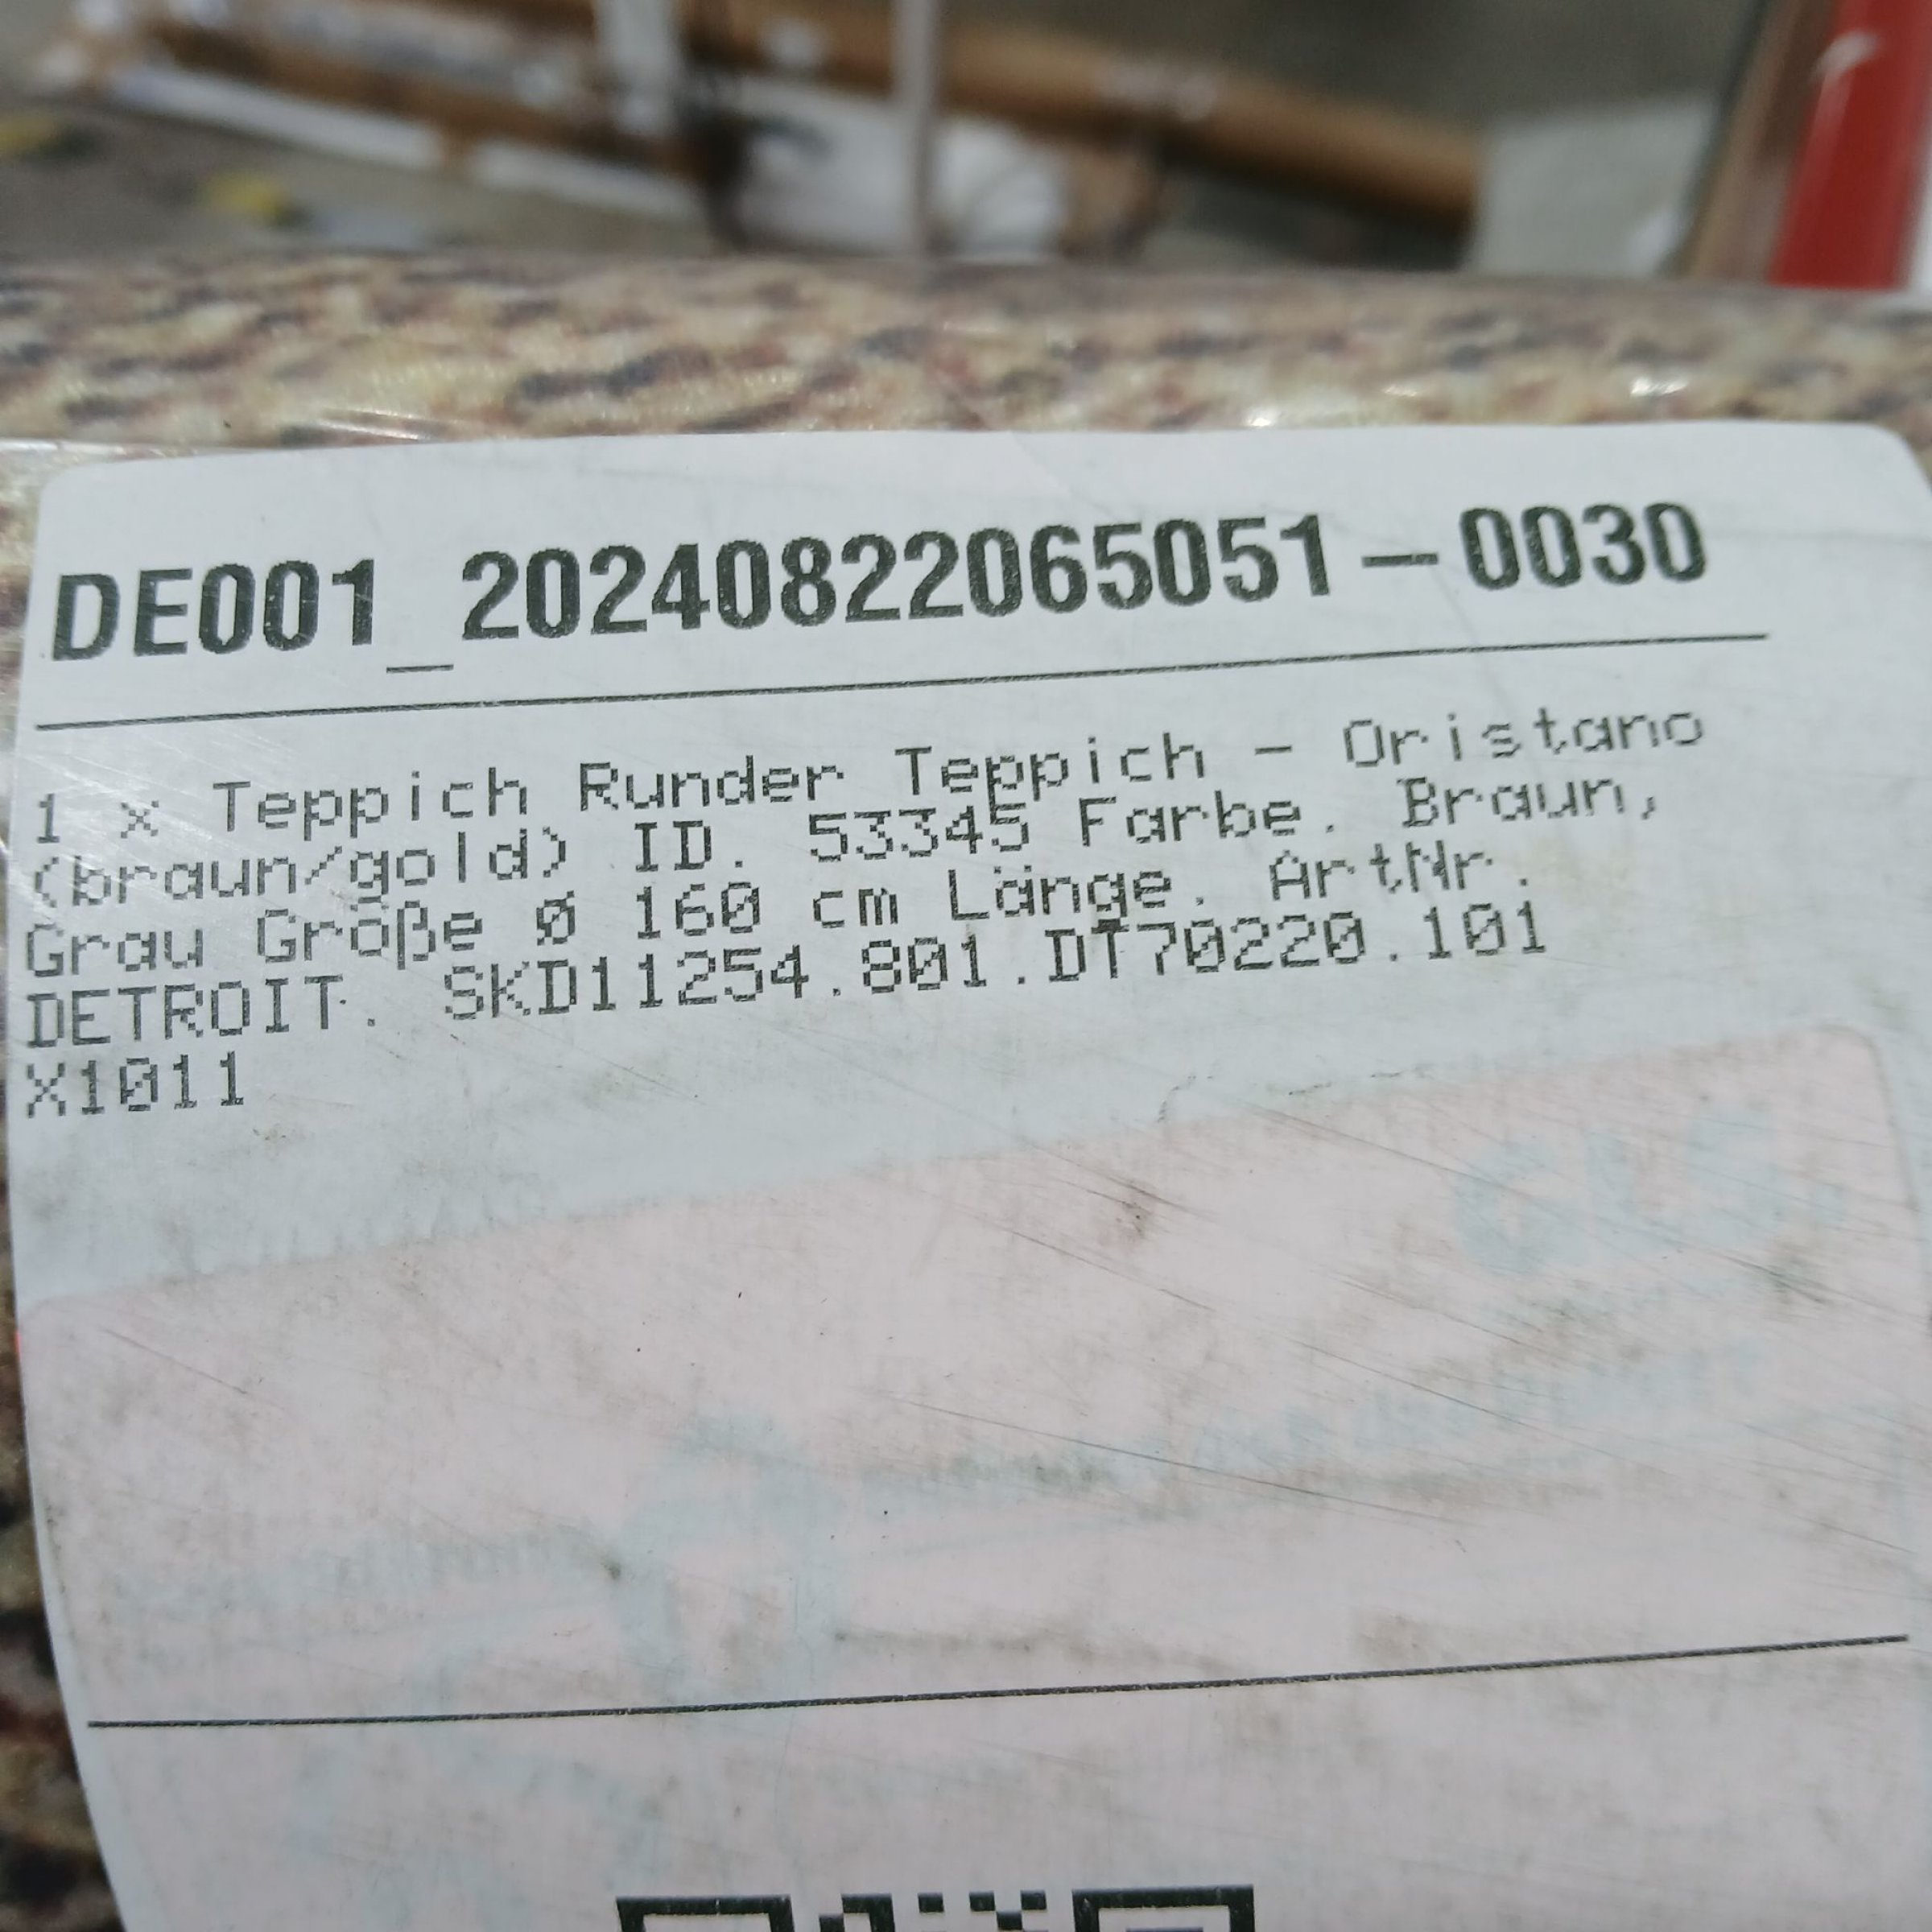 DE001_20240822065051-0030
1 x Teppich Runder Teppich - Oristano
(braun/gold) ID. 53345 Farbe. Braun,
Grau Größe ø 160 cm Länge. ArtNr.
DETROIT. SKD11254.801.DT70220.101
X1011